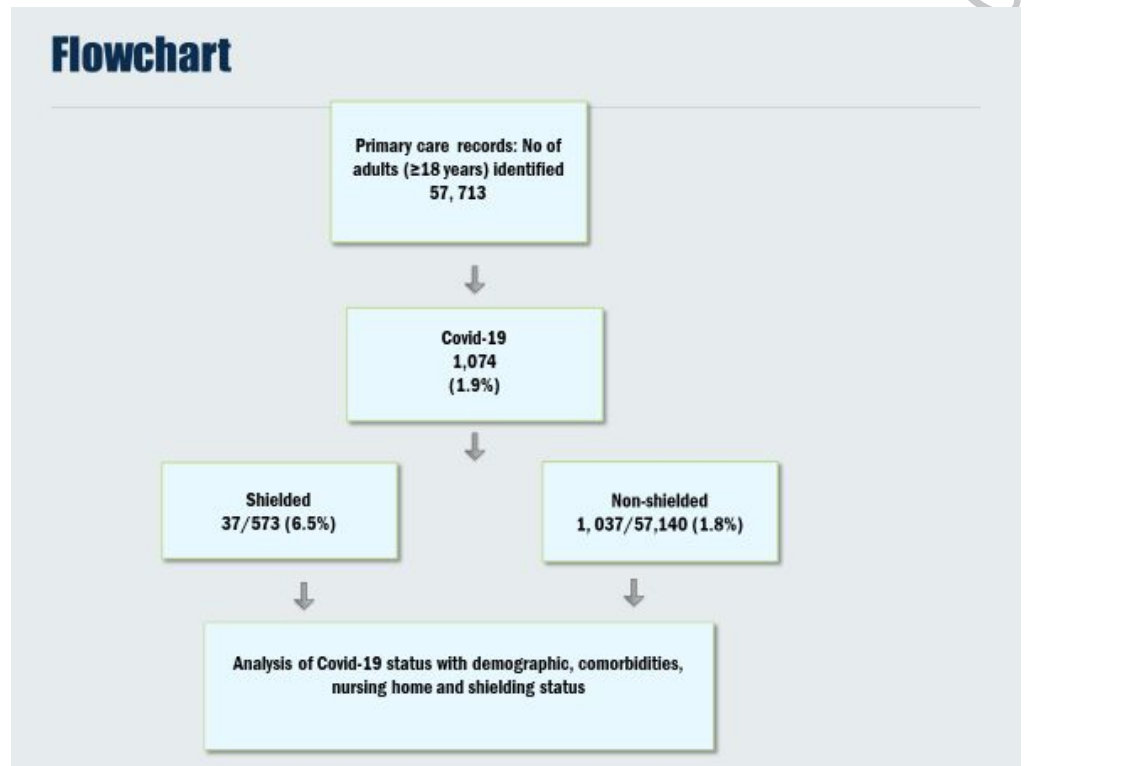 Flowchart
Primary care records: No of
adults (≥18 years) identified
57, 713
Covid-19
1,074
(1.9%)
Shielded
37/573 (6.5%)
Non-shielded
1, 037/57,140 (1.8%)
Analysis of Covid-19 status with demographic, comorbidities,
nursing home and shielding status